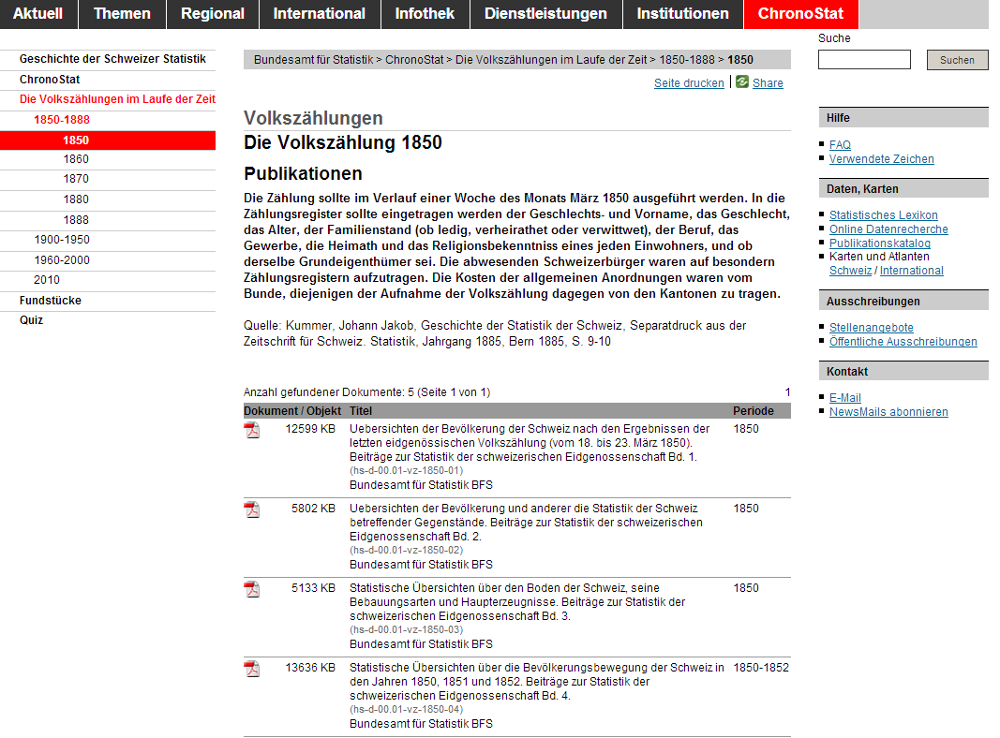 Aktuell Themen Regional International Infothek Dienstleistungen Institutionen ChronoStat
Geschichte der Schweizer Statistik
ChronoStat
Die Volkszählungen im Laufe der Zeit
1850-1888
1850
1860
1870
1880
1888
1900-1950
1960-2000
2010
Fundstücke
Quiz
Bundesamt für Statistik > ChronoStat > Die Volkszählungen im Laufe der Zeit > 1850-1888 > 1850
Seite drucken | Share
Volkszählungen
Die Volkszählung 1850
Publikationen
Die Zählung sollte im Verlauf einer Woche des Monats März 1850 ausgeführt werden. In die
Zählungsregister sollte eingetragen werden der Geschlechts- und Vorname, das Geschlecht,
das Alter, der Familienstand (ob ledig, verheirathet oder verwittwet), der Beruf, das
Gewerbe, die Heimath und das Religionsbekenntniss eines jeden Einwohners, und ob
derselbe Grundeigenthümer sei. Die abwesenden Schweizerbürger waren auf besondern
Zählungsregistern aufzutragen. Die Kosten der allgemeinen Anordnungen waren vom
Bunde, diejenigen der Aufnahme der Volkszählung dagegen von den Kantonen zu tragen.
Quelle: Kummer, Johann Jakob, Geschichte der Statistik der Schweiz, Separatdruck aus der
Zeitschrift für Schweiz. Statistik, Jahrgang 1885, Bern 1885, S. 9-10
Anzahl gefundener Dokumente: 5 (Seite 1 von 1) 1
Dokument / Objekt Titel Periode
12599 KB Uebersichten der Bevölkerung der Schweiz nach den Ergebnissen der 1850
letzten eidgenössischen Volkszählung (vom 18. bis 23. März 1850).
Beiträge zur Statistik der schweizerischen Eidgenossenschaft Bd. 1.
(hs-d-00.01-vz-1850-01)
Bundesamt für Statistik BFS
5802 KB Uebersichten der Bevölkerung und anderer die Statistik der Schweiz 1850
betreffender Gegenstände. Beiträge zur Statistik der schweizerischen
Eidgenossenschaft Bd. 2.
(hs-d-00.01-vz-1850-02)
Bundesamt für Statistik BFS
5133 KB Statistische Übersichten über den Boden der Schweiz, seine 1850
Bebauungsarten und Haupterzeugnisse. Beiträge zur Statistik der
schweizerischen Eidgenossenschaft Bd. 3.
(hs-d-00.01-vz-1850-03)
Bundesamt für Statistik BFS
13636 KB Statistische Übersichten über die Bevölkerungsbewegung der Schweiz in 1850-1852
den Jahren 1850, 1851 und 1852. Beiträge zur Statistik der
schweizerischen Eidgenossenschaft Bd. 4.
(hs-d-00.01-vz-1850-04)
Bundesamt für Statistik BFS
Suche
Suchen
Hilfe
FAQ
Verwendete Zeichen
Daten, Karten
Statistisches Lexikon
Online Datenrecherche
Publikationskatalog
Karten und Atlanten
Schweiz / International
Ausschreibungen
Stellenangebote
Öffentliche Ausschreibungen
Kontakt
E-Mail
NewsMails abonnieren